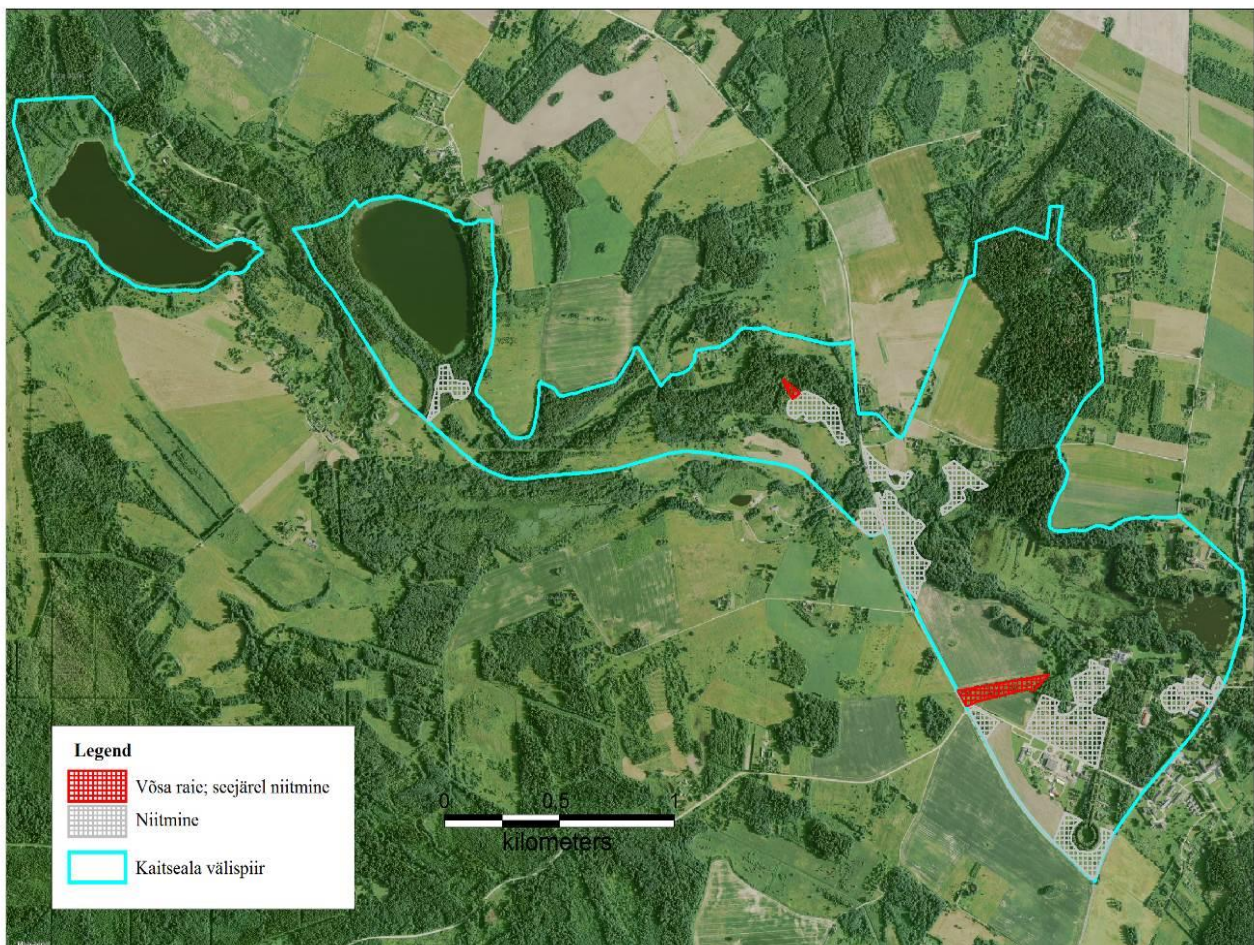 Legend
Võsa raie; seejärel niitmine
Niitmine
Kaitseala välispiir
0 0.5 1
kilometers